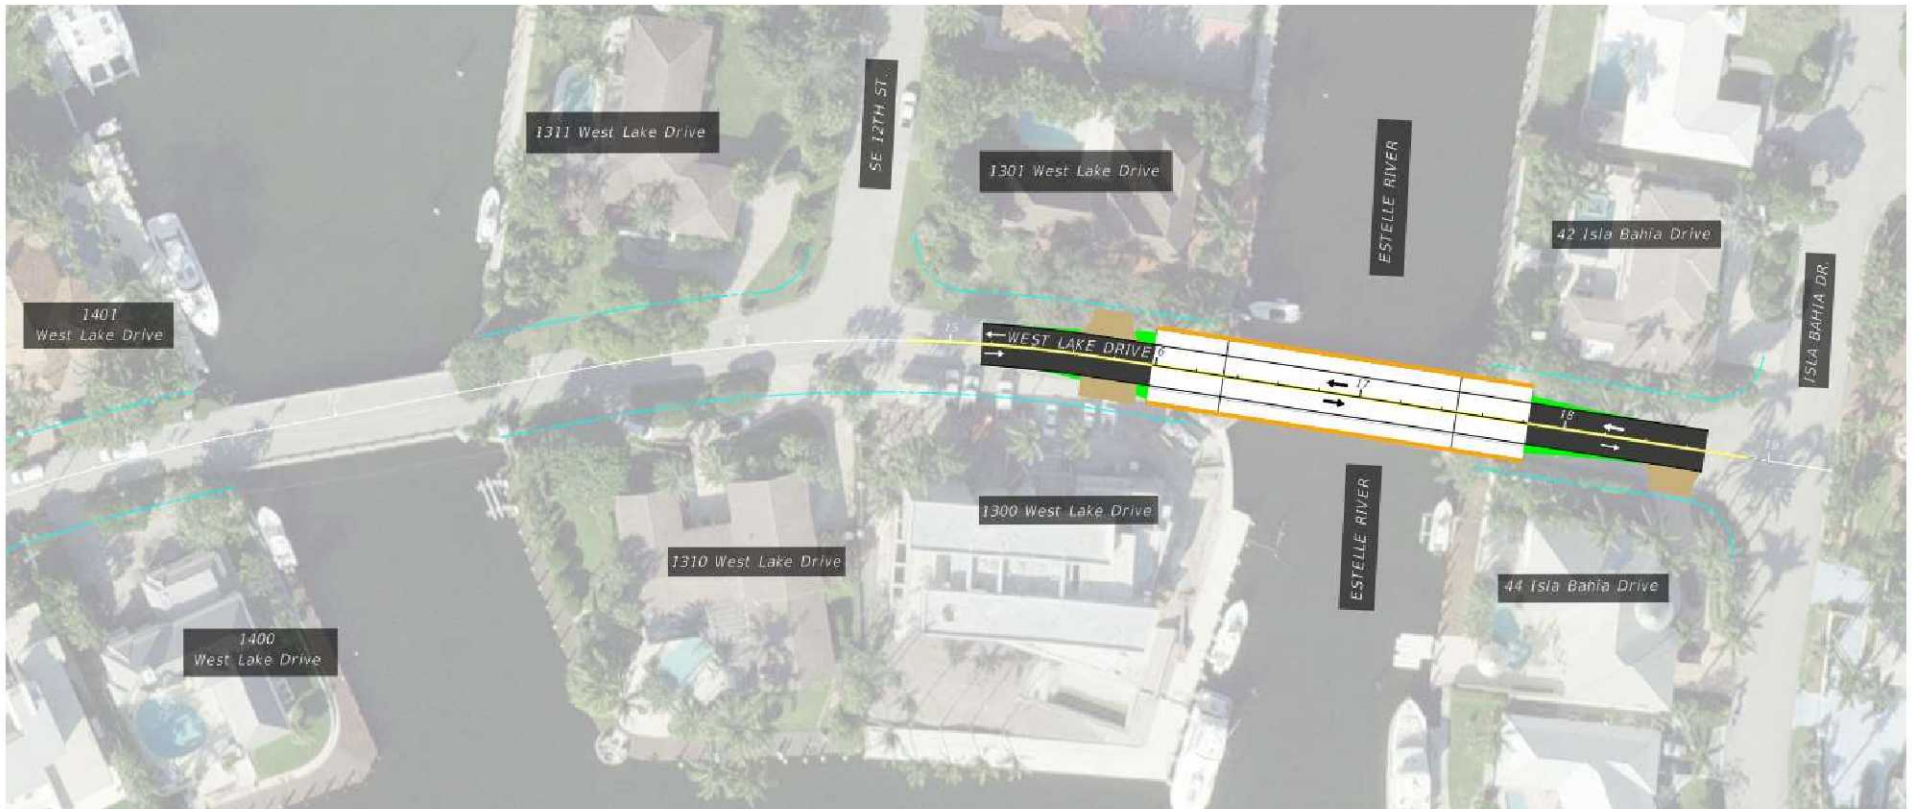 1311 West Lake Drive
SE 12TH ST.
1301 West Lake Drive
ESTELLE RIVER
42 Isla Bahia Drive
ISLA BAHIA DR.
1401
West Lake Drive
15
WEST LAKE DRIVE
17
18
1300 West Lake Drive
ESTELLE RIVER
1310 West Lake Drive
44 Isla Bahia Drive
1400
West Lake Drive